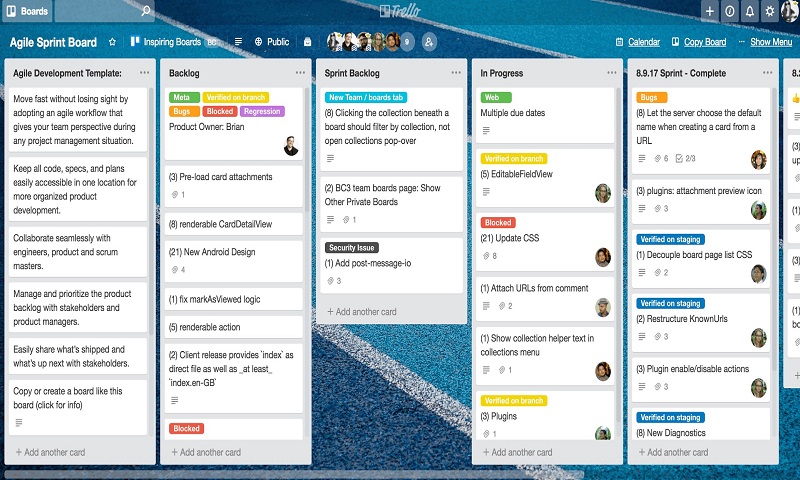 Boards
Trello
Agile Sprint Board
Inspiring Boards
BC
Public
9
Calendar
Copy Board
Show Menu
Agile Development Template:
Move fast without losing sight by
adopting an agile workflow that
gives your team perspective during
any project management situation.
Keep all code, specs, and plans
easily accessible in one location for
more organized product
development.
Collaborate seamlessly with
engineers, product and scrum
masters.
Manage and prioritize the product
backlog with stakeholders and
product managers.
Easily share what's shipped and
what's up next with stakeholders.
Copy or create a board like this
board (click for info)
+ Add another card
Backlog
Meta
Verified on branch
Bugs
Blocked
Regression
Product Owner: Brian
(3) Pre-load card attachments
1
(8) renderable CardDetailView
(21) New Android Design
4
(1) fix markAsViewed logic
(5) renderable action
(2) Client release provides `index` as
direct file as well as _at least_
`index.en-GB`
Blocked
+ Add another card
Sprint Backlog
New Team / boards tab
(8) Clicking the collection beneath a
board should filter by collection, not
open collections pop-over
(2) BC3 team boards page: Show
Other Private Boards
1
Security Issue
(1) Add post-message-io
3
+ Add another card
In Progress
Web
Multiple due dates
Verified on branch
(5) EditableFieldView
Blocked
(21) Update CSS
8
(1) Attach URLs from comment
2
(1) Show collection helper text in
collections menu
1
Verified on branch
(3) Plugins
1
+ Add another card
8.9.17 Sprint - Complete
Bugs
(8) Let the server choose the default
name when creating a card from a
URL
6
2/3
(3) plugins: attachment preview icon
3
Verified on staging
(1) Decouple board page list CSS
2
Verified on staging
(2) Restructure KnownUrls
3
(3) Plugin enable/disable actions
3
Verified on staging
(8) New Diagnostics
+ Add another card